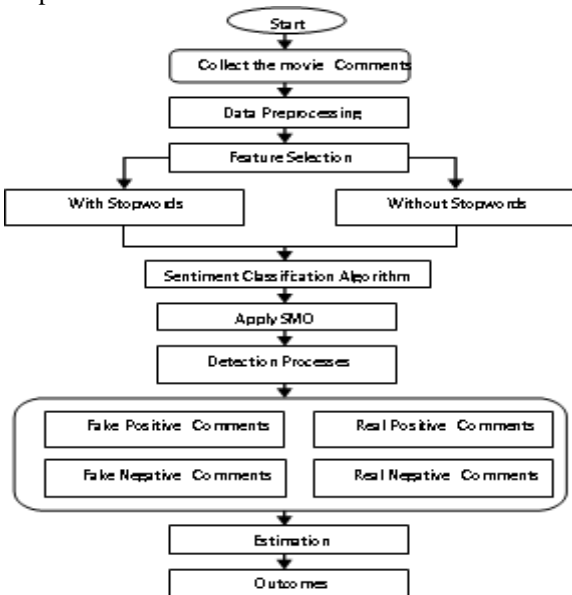 Start
Collect the movie Comments
Data Preprocessing
Feature Selection
With Stopwords
Without Stopwords
Sentiment Classification Algorithm
Apply SMO
Detection Processes
Fake Positive Comments
Real Positive Comments
Fake Negative Comments
Real Negative Comments
Estimation
Outcomes